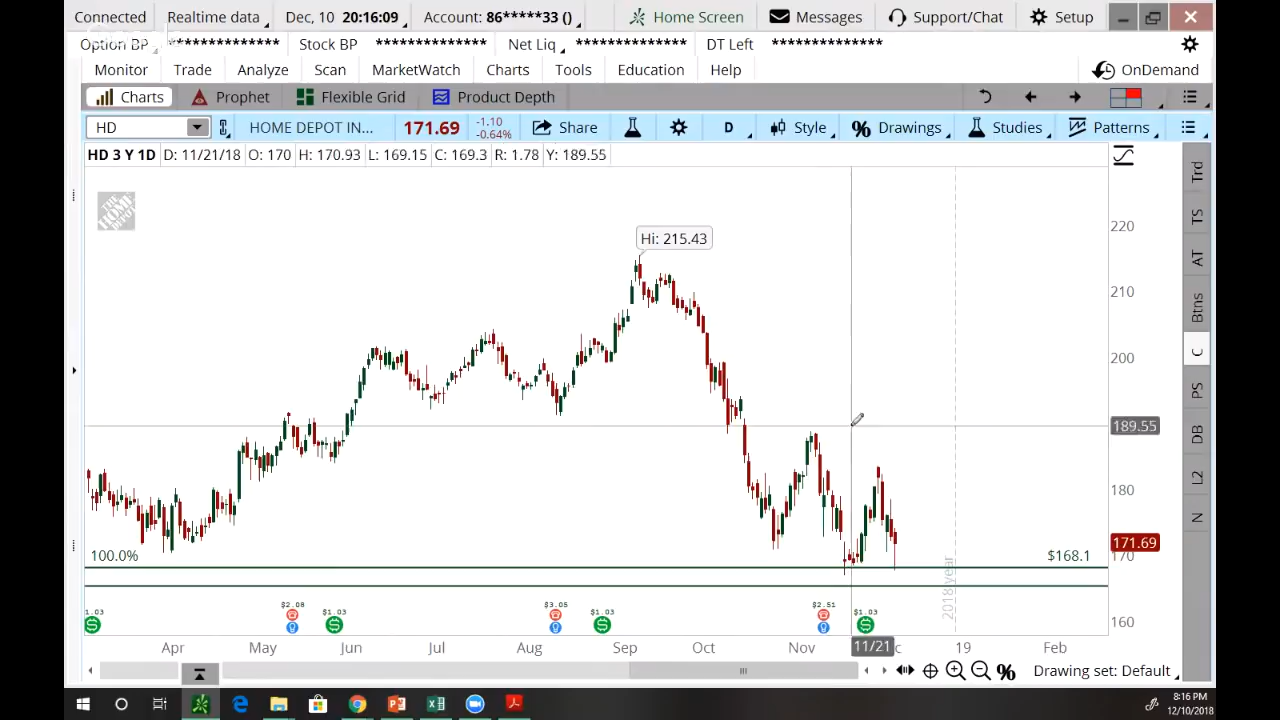 Connected Realtime data Dec, 10 20:16:09 Account: 86*****33 () Home Screen Messages Support/Chat Setup
Option BP ************* Stock BP ************* Net Liq ************* DT Left *************
Monitor Trade Analyze Scan MarketWatch Charts Tools Education Help OnDemand
Charts Prophet Flexible Grid Product Depth
HD HOME DEPOT IN... 171.69 -1.10 -0.64% Share D Style % Drawings Studies Patterns
HD 3 Y 1D D: 11/21/18 O: 170 H: 170.93 L: 169.15 C: 169.3 R: 1.78 Y: 189.55
THE HOME DEPOT
Hi: 215.43
220
210
200
189.55
180
171.69
170
100.0% $168.1
160
2018 year
1.03 $2.08 $1.03 $3.05 $1.03 $2.51 $1.03
Apr May Jun Jul Aug Sep Oct Nov 11/21 c 19 Feb
% Drawing set: Default
Trd
TS
AT
Btns
C
PS
DB
L2
N
8:16 PM
12/10/2018